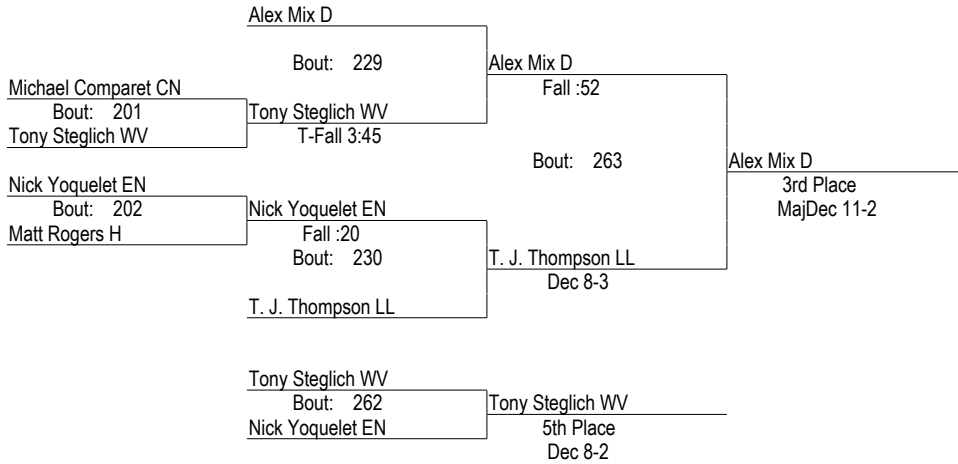 Alex Mix D
Bout: 229
Alex Mix D
Michael Comparet CN
Fall :52
Bout: 201
Tony Steglich WV
Tony Steglich WV
T-Fall 3:45
Bout: 263
Alex Mix D
Nick Yoquelet EN
3rd Place
Bout: 202
Nick Yoquelet EN
MajDec 11-2
Matt Rogers H
Fall :20
Bout: 230
T. J. Thompson LL
Dec 8-3
T. J. Thompson LL
Tony Steglich WV
Bout: 262
Tony Steglich WV
Nick Yoquelet EN
5th Place
Dec 8-2